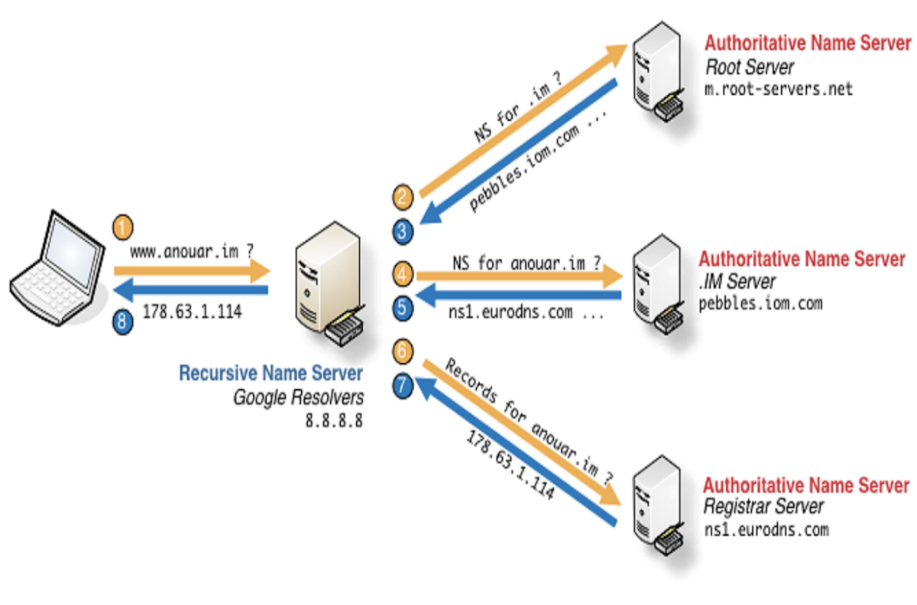 Authoritative Name Server
Root Server
m.root-servers.net
NS for .im ?
pebbles.iom.com ...
2
3
1
www.anouar.im ?
178.63.1.114
8
4
NS for anouar.im ?
5
ns1.eurodns.com ...
Authoritative Name Server
.IM Server
pebbles.iom.com
Recursive Name Server
Google Resolvers
8.8.8.8
6
7
Records for anouar.im ?
178.63.1.114
Authoritative Name Server
Registrar Server
ns1.eurodns.com